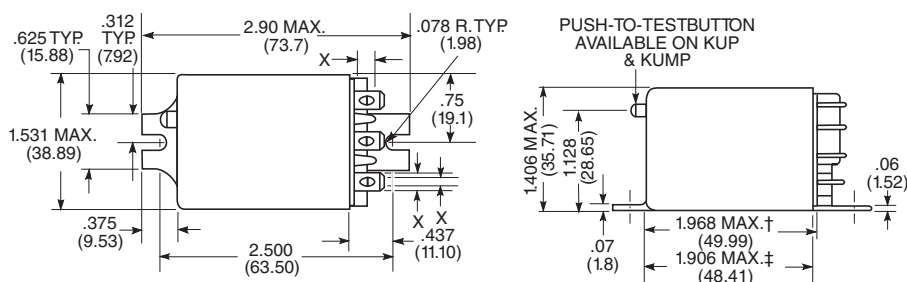 .312
TYP.
(7.92)
.625 TYP.
(15.88)
2.90 MAX.
(73.7)
.078 R. TYP.
(1.98)
X
.75
(19.1)
1.531 MAX.
(38.89)
.375
(9.53)
2.500
(63.50)
X
X
.437
(11.10)
PUSH-TO-TESTBUTTON
AVAILABLE ON KUP
& KUMP
1.406 MAX.
(35.71)
1.128
(28.65)
.06
(1.52)
.07
(1.8)
1.968 MAX.†
(49.99)
1.906 MAX.‡
(48.41)